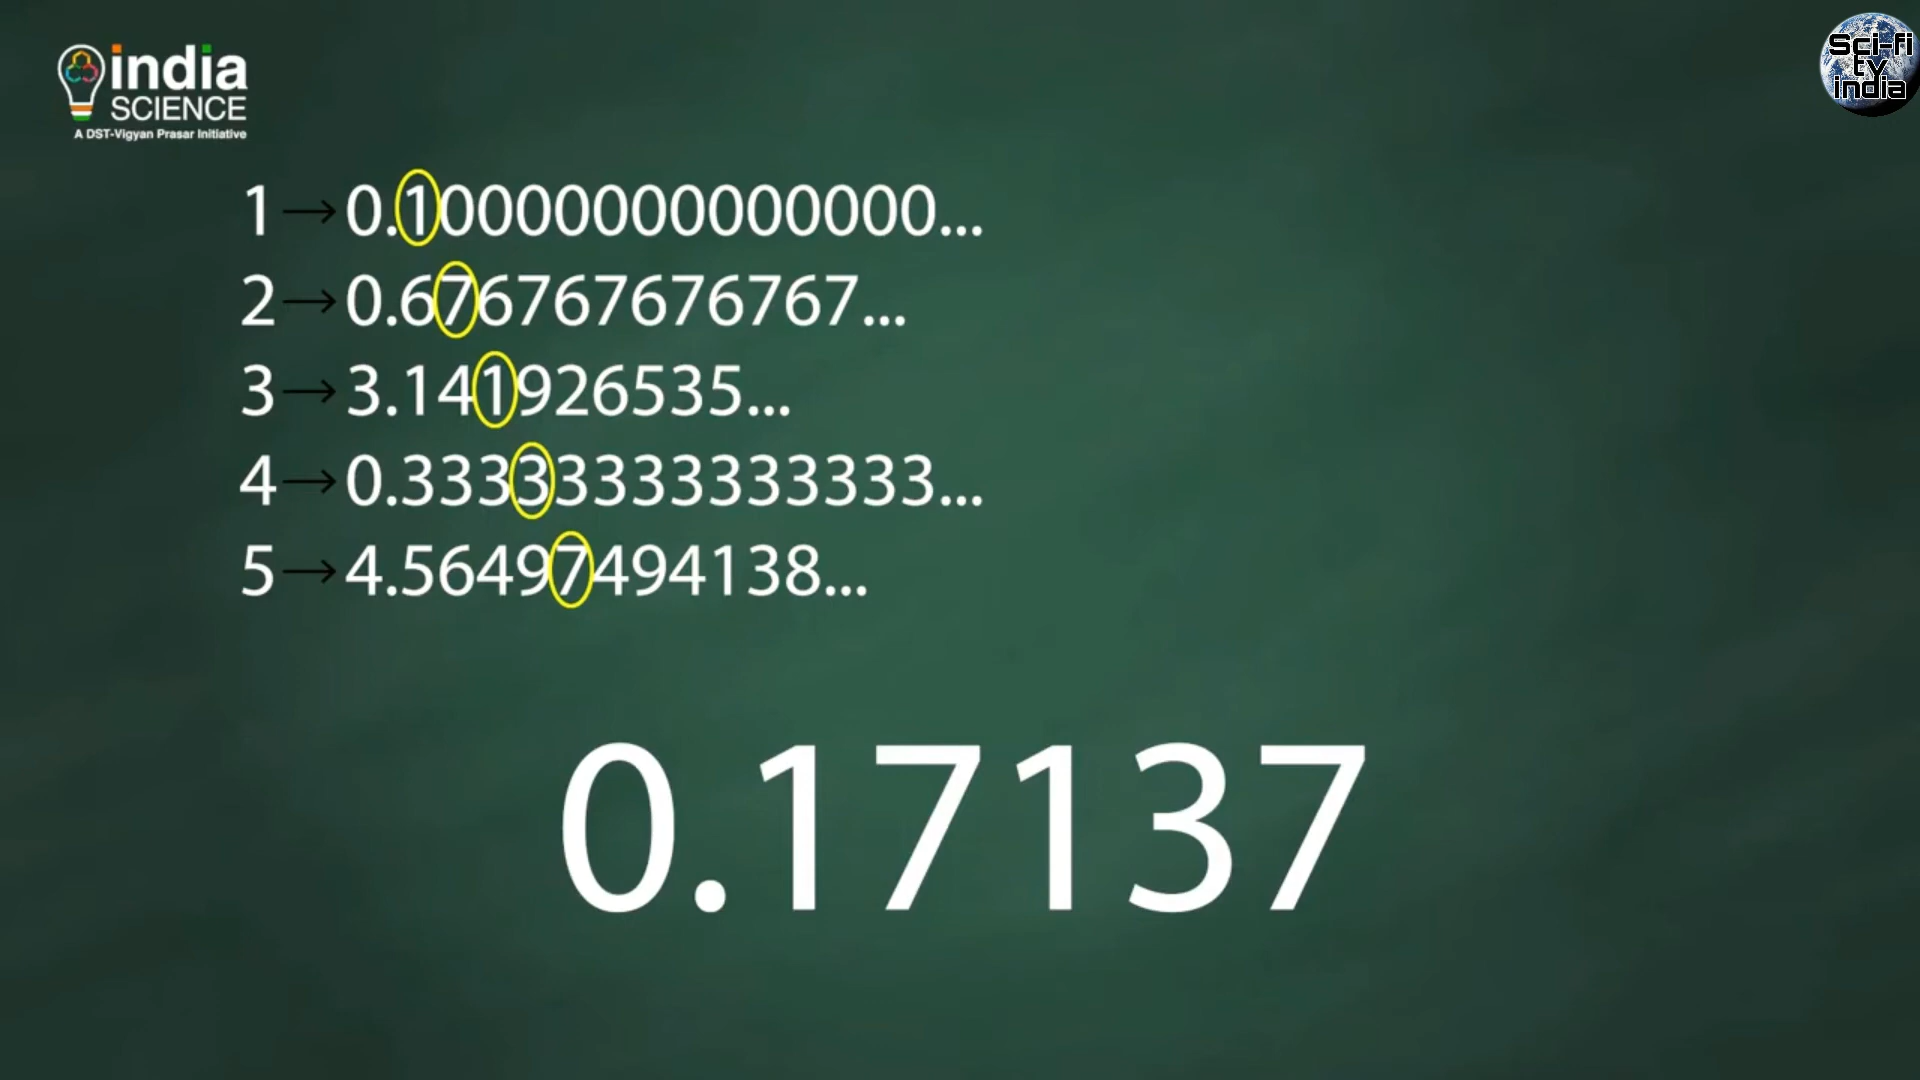 india
SCIENCE
A DST-Vigyan Prasar Initiative
Sci-fi
tv
india
1→0.10000000000000...
2→0.676767676767...
3→3.141926535...
4→0.33333333333333...
5→4.56497494138...
0.17137